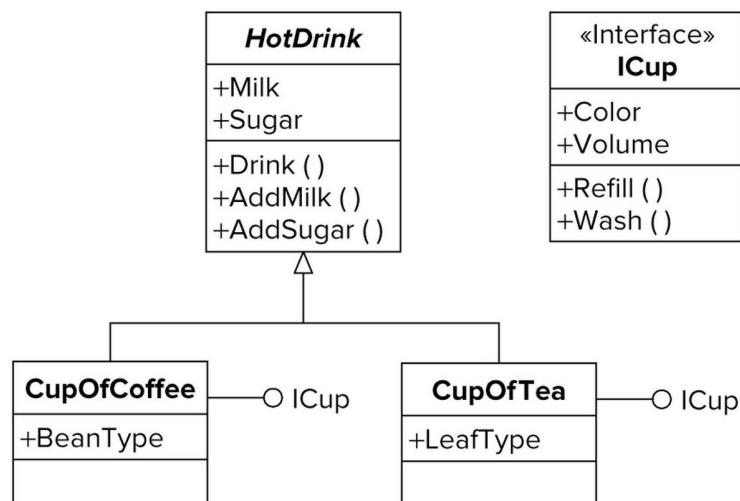 HotDrink
+Milk
+Sugar
+Drink ( )
+AddMilk ( )
+AddSugar ( )
«Interface»
ICup
+Color
+Volume
+Refill ( )
+Wash ( )
CupOfCoffee
+BeanType
ICup
CupOfTea
+LeafType
ICup